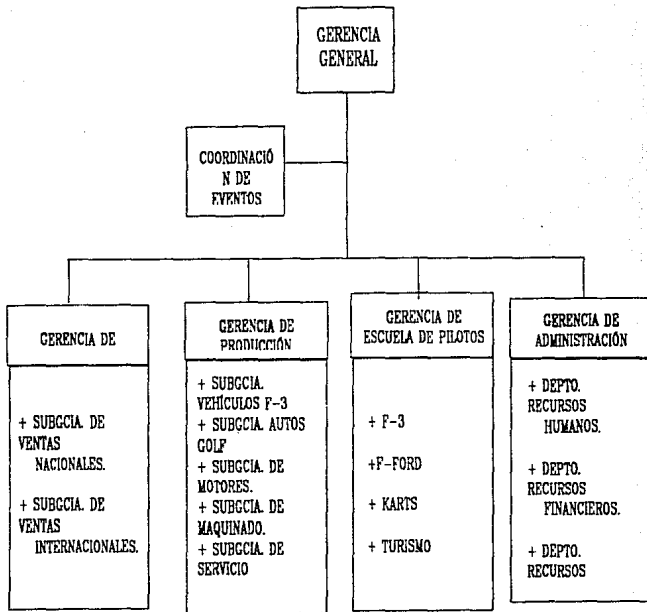 GERENCIA
GENERAL
COORDINACIÓ
N DE
EVENTOS
GERENCIA DE
+ SUBGCIA. DE
VENTAS
NACIONALES.
+ SUBGCIA. DE
VENTAS
INTERNACIONALES.
GERENCIA DE
PRODUCCIÓN
+ SUBGCIA.
VEHÍCULOS F-3
+ SUBGCIA. AUTOS
GOLF
+ SUBGCIA. DE
MOTORES.
+ SUBGCIA. DE
MAQUINADO.
+ SUBGCIA. DE
SERVICIO
GERENCIA DE
ESCUELA DE PILOTOS
+ F-3
+F-FORD
+ KARTS
+ TURISMO
GERENCIA DE
ADMINISTRACIÓN
+ DEPTO.
RECURSOS
HUMANOS.
+ DEPTO.
RECURSOS
FINANCIEROS.
+ DEPTO.
RECURSOS